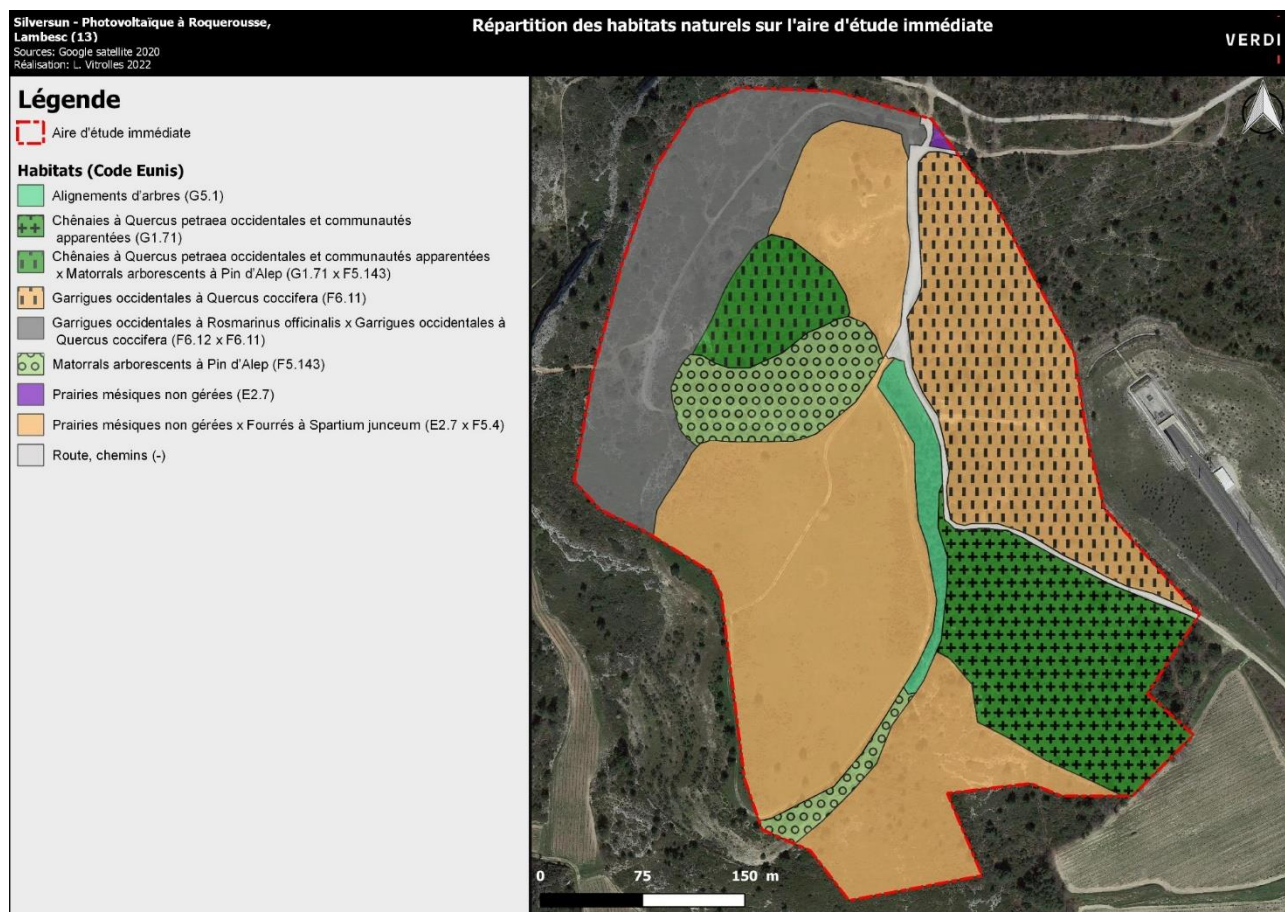 Silversun - Photovoltaïque à Roquerousse,
Lambesc (13)
Sources: Google satellite 2020
Réalisation: L. Vitrolles 2022
Répartition des habitats naturels sur l'aire d'étude immédiate
VERDI
Légende
Aire d'étude immédiate
Habitats (Code Eunis)
Alignements d'arbres (G5.1)
Chênaies à Quercus petraea occidentales et communautés
apparentées (G1.71)
Chênaies à Quercus petraea occidentales et communautés apparentées
x Matorrals arborescents à Pin d'Alep (G1.71 x F5.143)
Garrigues occidentales à Quercus coccifera (F6.11)
Garrigues occidentales à Rosmarinus officinalis x Garrigues occidentales à
Quercus coccifera (F6.12 x F6.11)
Matorrals arborescents à Pin d'Alep (F5.143)
Prairies mésiques non gérées (E2.7)
Prairies mésiques non gérées x Fourrés à Spartium junceum (E2.7 x F5.4)
Route, chemins (-)
0 75 150 m